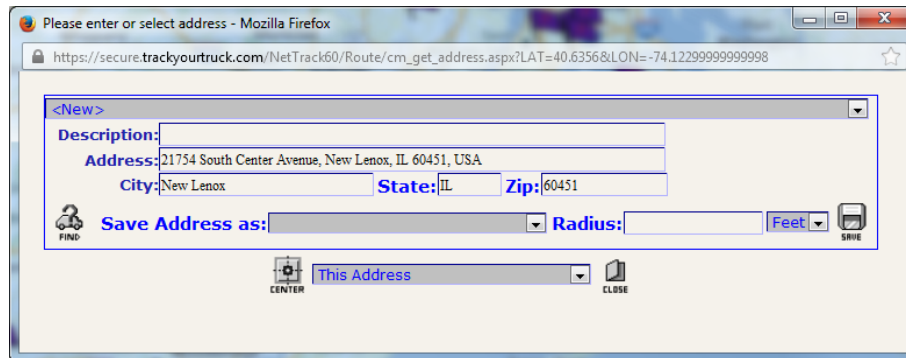 Please enter or select address - Mozilla Firefox
https://secure.trackyourtruck.com/NetTrack60/Route/cm_get_address.aspx?LAT=40.6356&LON=-74.12299999999998
<New>
Description:
Address: 21754 South Center Avenue, New Lenox, IL 60451, USA
City: New Lenox State: IL Zip: 60451
FIND Save Address as: Radius: Feet SAVE
CENTER This Address CLOSE